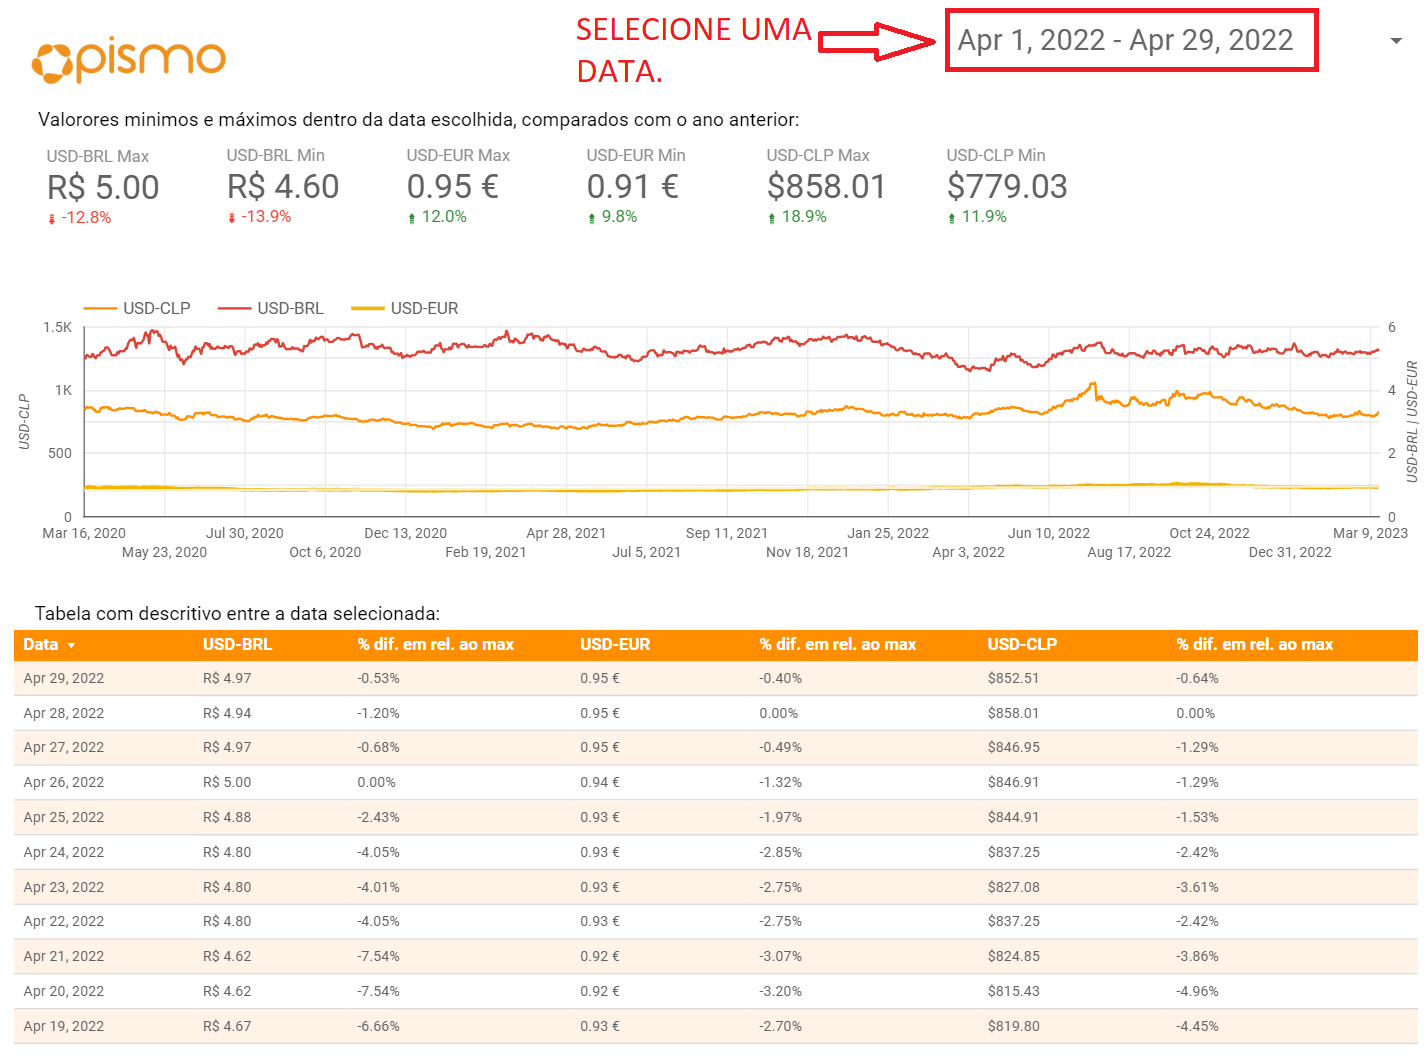 pismo
SELECIONE UMA
DATA.
Apr 1, 2022 - Apr 29, 2022
Valorores minimos e máximos dentro da data escolhida, comparados com o ano anterior:
USD-BRL Max USD-BRL Min USD-EUR Max USD-EUR Min USD-CLP Max USD-CLP Min
R$ 5.00 R$ 4.60 0.95 € 0.91 € $858.01 $779.03
-12.8% -13.9% 12.0% 9.8% 18.9% 11.9%
USD-CLP USD-BRL USD-EUR
1.5K 6
1K 4
500 2
0 0
USD-CLP
USD-BRL | USD-EUR
Mar 16, 2020 Jul 30, 2020 Dec 13, 2020 Apr 28, 2021 Sep 11, 2021 Jan 25, 2022 Jun 10, 2022 Oct 24, 2022 Mar 9, 2023
May 23, 2020 Oct 6, 2020 Feb 19, 2021 Jul 5, 2021 Nov 18, 2021 Apr 3, 2022 Aug 17, 2022 Dec 31, 2022
Tabela com descritivo entre a data selecionada:
Data USD-BRL % dif. em rel. ao max USD-EUR % dif. em rel. ao max USD-CLP % dif. em rel. ao max
Apr 29, 2022 R$ 4.97 -0.53% 0.95 € -0.40% $852.51 -0.64%
Apr 28, 2022 R$ 4.94 -1.20% 0.95 € 0.00% $858.01 0.00%
Apr 27, 2022 R$ 4.97 -0.68% 0.95 € -0.49% $846.95 -1.29%
Apr 26, 2022 R$ 5.00 0.00% 0.94 € -1.32% $846.91 -1.29%
Apr 25, 2022 R$ 4.88 -2.43% 0.93 € -1.97% $844.91 -1.53%
Apr 24, 2022 R$ 4.80 -4.05% 0.93 € -2.85% $837.25 -2.42%
Apr 23, 2022 R$ 4.80 -4.01% 0.93 € -2.75% $827.08 -3.61%
Apr 22, 2022 R$ 4.80 -4.05% 0.93 € -2.75% $837.25 -2.42%
Apr 21, 2022 R$ 4.62 -7.54% 0.92 € -3.07% $824.85 -3.86%
Apr 20, 2022 R$ 4.62 -7.54% 0.92 € -3.20% $815.43 -4.96%
Apr 19, 2022 R$ 4.67 -6.66% 0.93 € -2.70% $819.80 -4.45%